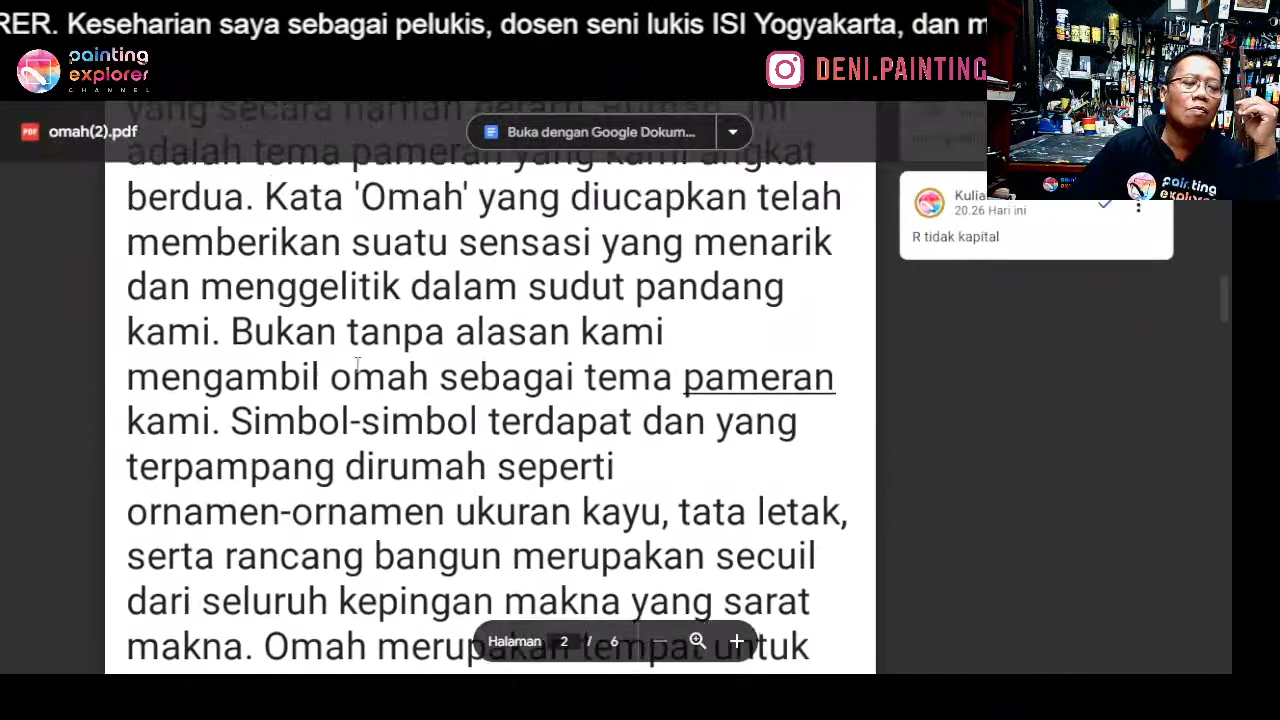 RER. Keseharian saya sebagai pelukis, dosen seni lukis ISI Yogyakarta, dan m
painting
explorer
CHANNEL
DENI.PAINTING
omah(2).pdf
Buka dengan Google Dokum...
adalah tema pameran yang kami angkat
berdua. Kata 'Omah' yang diucapkan telah
memberikan suatu sensasi yang menarik
dan menggelitik dalam sudut pandang
kami. Bukan tanpa alasan kami
mengambil omah sebagai tema pameran
kami. Simbol-simbol terdapat dan yang
terpampang dirumah seperti
ornamen-ornamen ukuran kayu, tata letak,
serta rancang bangun merupakan secuil
dari seluruh kepingan makna yang sarat
makna. Omah merupakan tempat untuk
Halaman 2 / 6
Kulia
20.26 Hari ini
R tidak kapital
painting
explorer